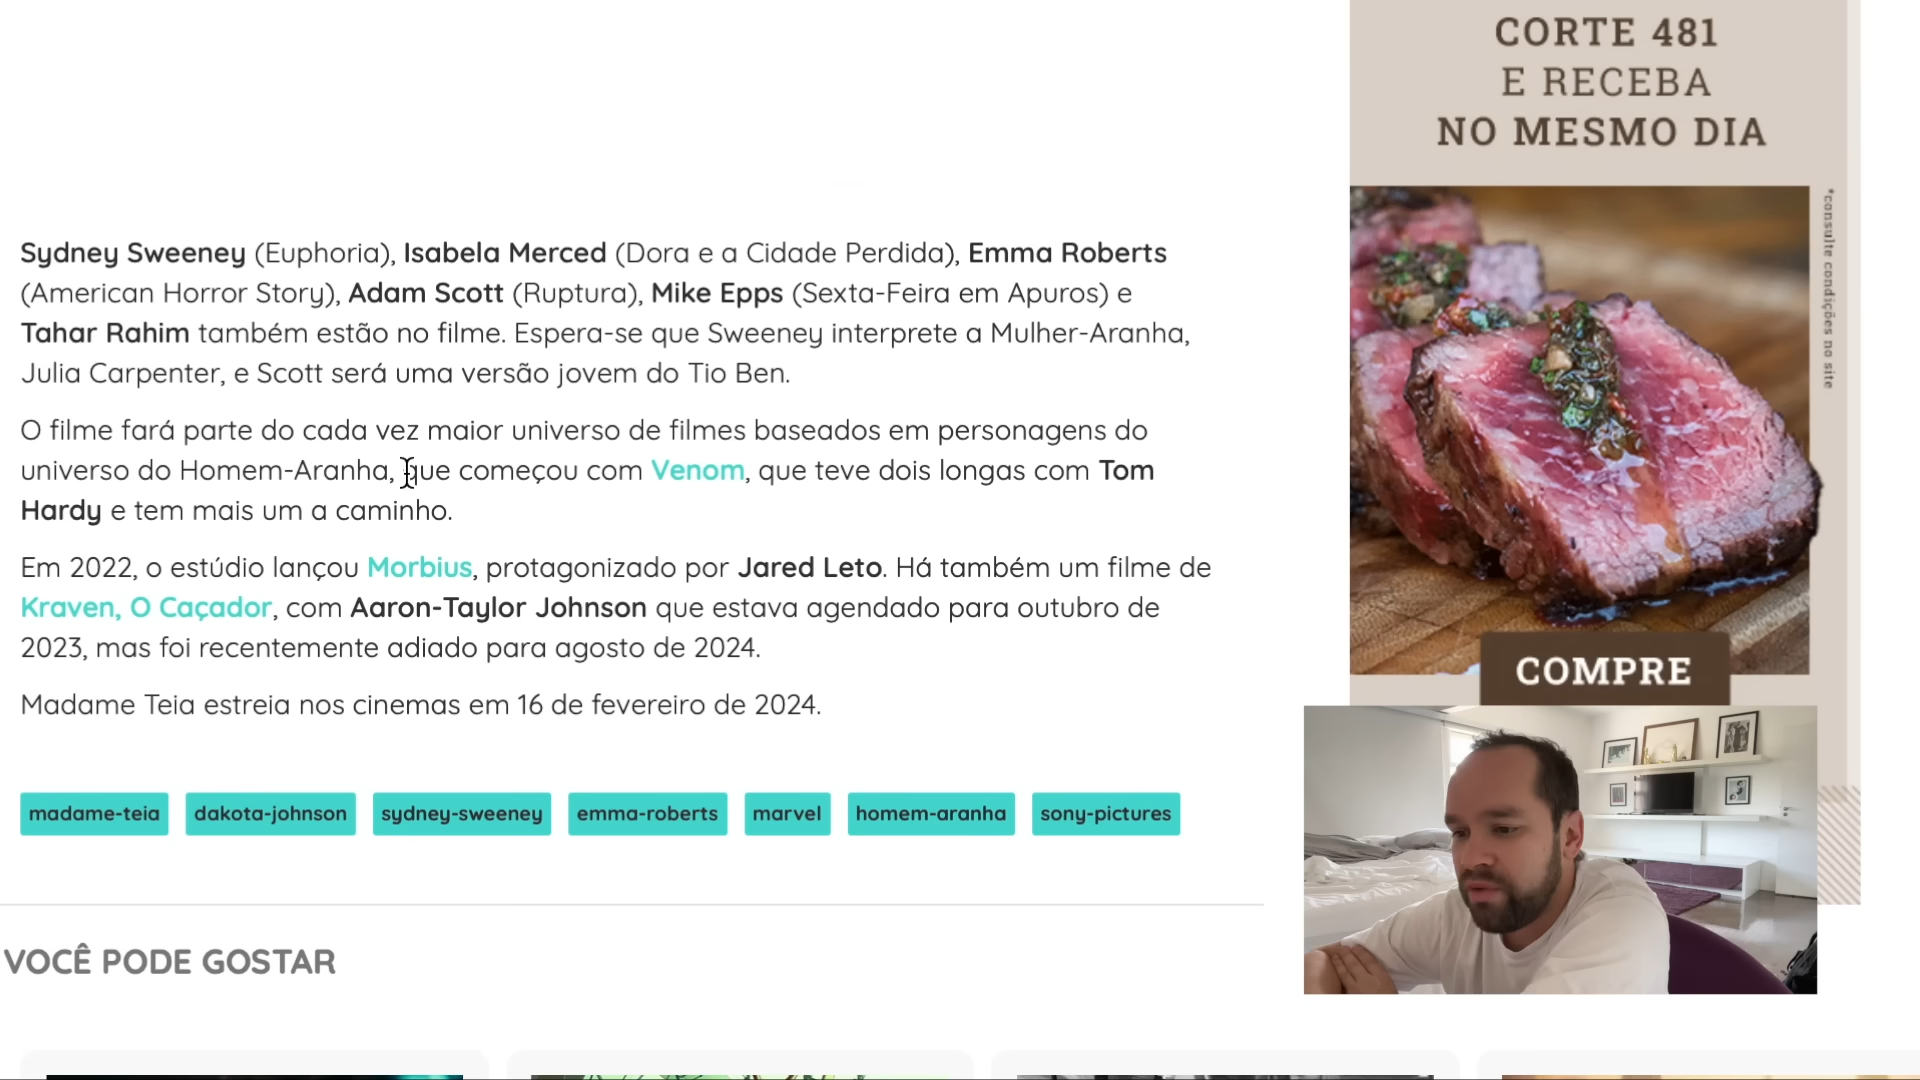 CORTE 481
E RECEBA
NO MESMO DIA
*consulte condições no site
COMPRE
Sydney Sweeney (Euphoria), Isabela Merced (Dora e a Cidade Perdida), Emma Roberts
(American Horror Story), Adam Scott (Ruptura), Mike Epps (Sexta-Feira em Apuros) e
Tahar Rahim também estão no filme. Espera-se que Sweeney interprete a Mulher-Aranha,
Julia Carpenter, e Scott será uma versão jovem do Tio Ben.
O filme fará parte do cada vez maior universo de filmes baseados em personagens do
universo do Homem-Aranha, que começou com Venom, que teve dois longas com Tom
Hardy e tem mais um a caminho.
Em 2022, o estúdio lançou Morbius, protagonizado por Jared Leto. Há também um filme de
Kraven, O Caçador, com Aaron-Taylor Johnson que estava agendado para outubro de
2023, mas foi recentemente adiado para agosto de 2024.
Madame Teia estreia nos cinemas em 16 de fevereiro de 2024.
madame-teia dakota-johnson sydney-sweeney emma-roberts marvel homem-aranha sony-pictures
VOCÊ PODE GOSTAR